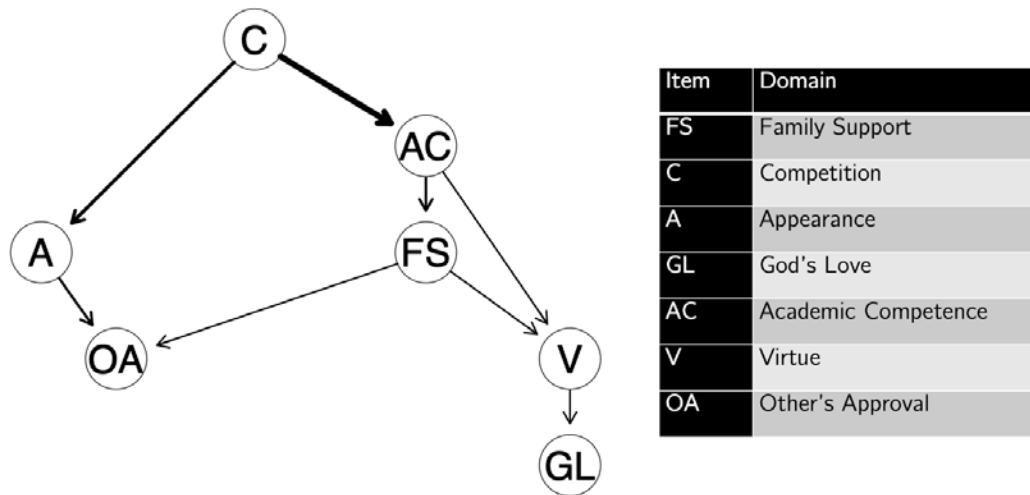 C
AC
A
FS
OA
V
GL
Item Domain
FS Family Support
C Competition
A Appearance
GL God's Love
AC Academic Competence
V Virtue
OA Other's Approval